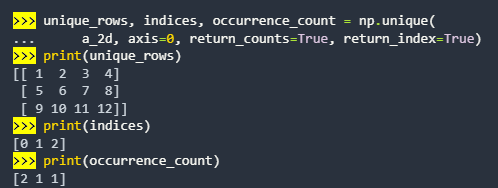 >>> unique_rows, indices, occurrence_count = np.unique(
...      a_2d, axis=0, return_counts=True, return_index=True)
>>> print(unique_rows)
[[ 1  2  3  4]
 [ 5  6  7  8]
 [ 9 10 11 12]]
>>> print(indices)
[0 1 2]
>>> print(occurrence_count)
[2 1 1]